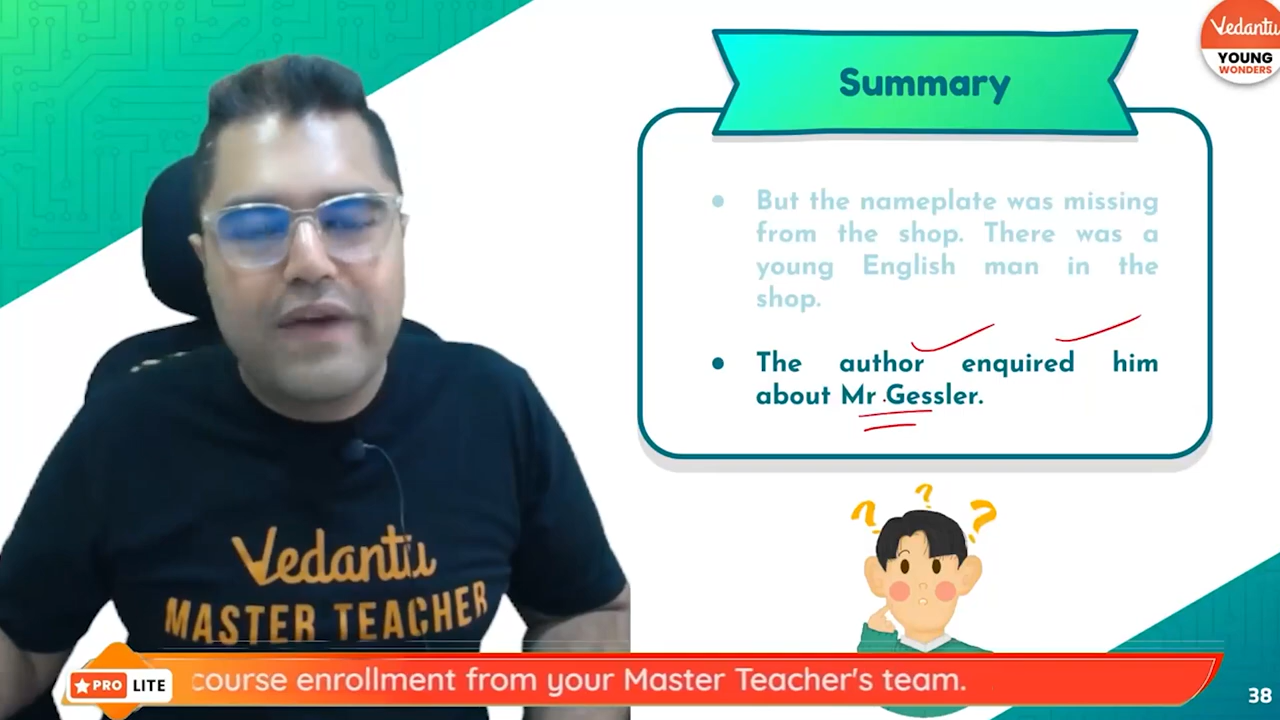 Vedantu
YOUNG
WONDERS
Summary
But the nameplate was missing
from the shop. There was a
young English man in the
shop.
The author enquired him
about Mr Gessler.
? ? ?
Vedantu
MASTER TEACHER
PRO LITE
course enrollment from your Master Teacher's team.
38